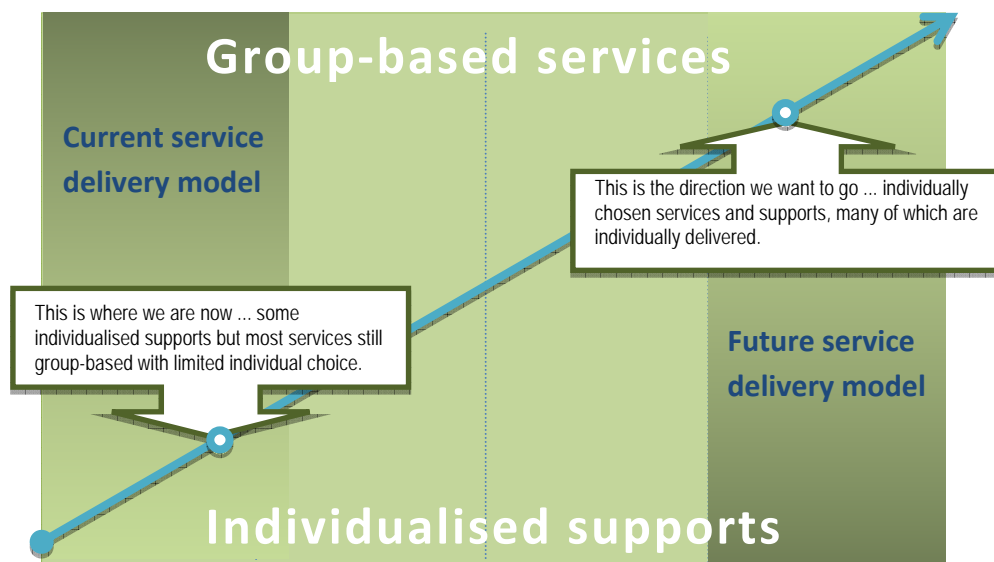 Group-based services
Current service
delivery model
This is the direction we want to go ... individually
chosen services and supports, many of which are
individually delivered.
This is where we are now ... some
individualised supports but most services still
group-based with limited individual choice.
Future service
delivery model
Individualised supports